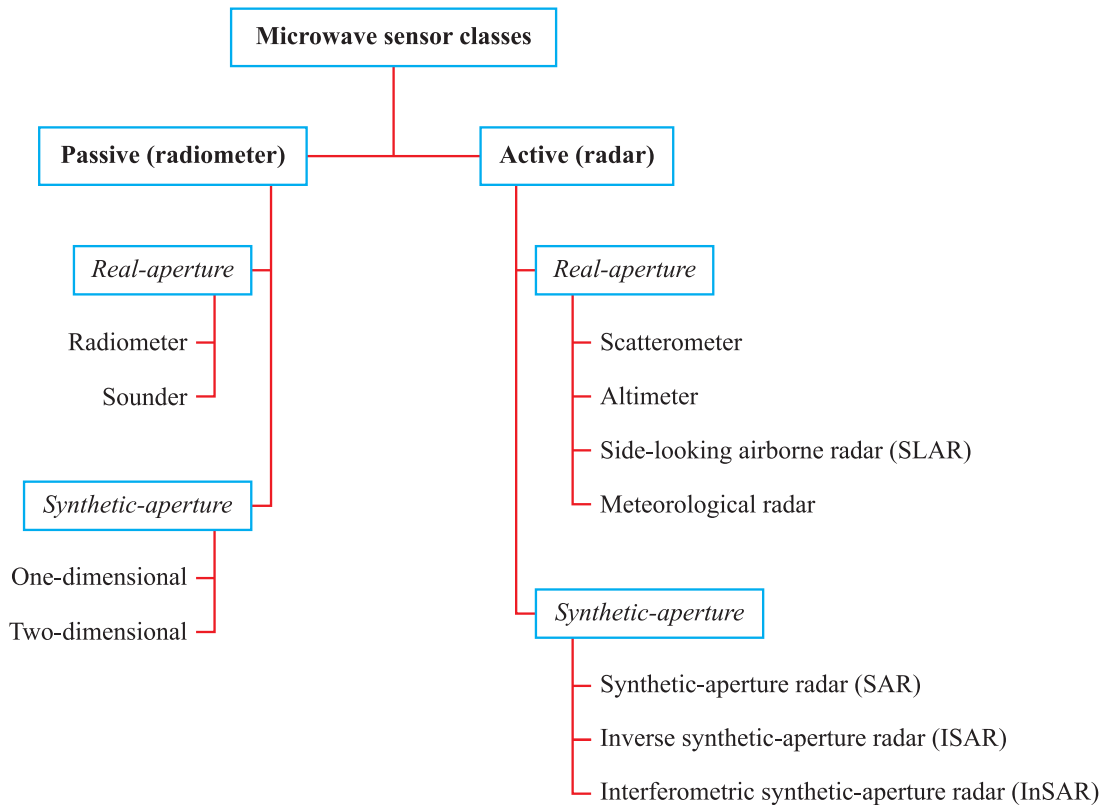 Microwave sensor classes
Passive (radiometer)
Real-aperture
Radiometer
Sounder
Synthetic-aperture
One-dimensional
Two-dimensional
Active (radar)
Real-aperture
Scatterometer
Altimeter
Side-looking airborne radar (SLAR)
Meteorological radar
Synthetic-aperture
Synthetic-aperture radar (SAR)
Inverse synthetic-aperture radar (ISAR)
Interferometric synthetic-aperture radar (InSAR)